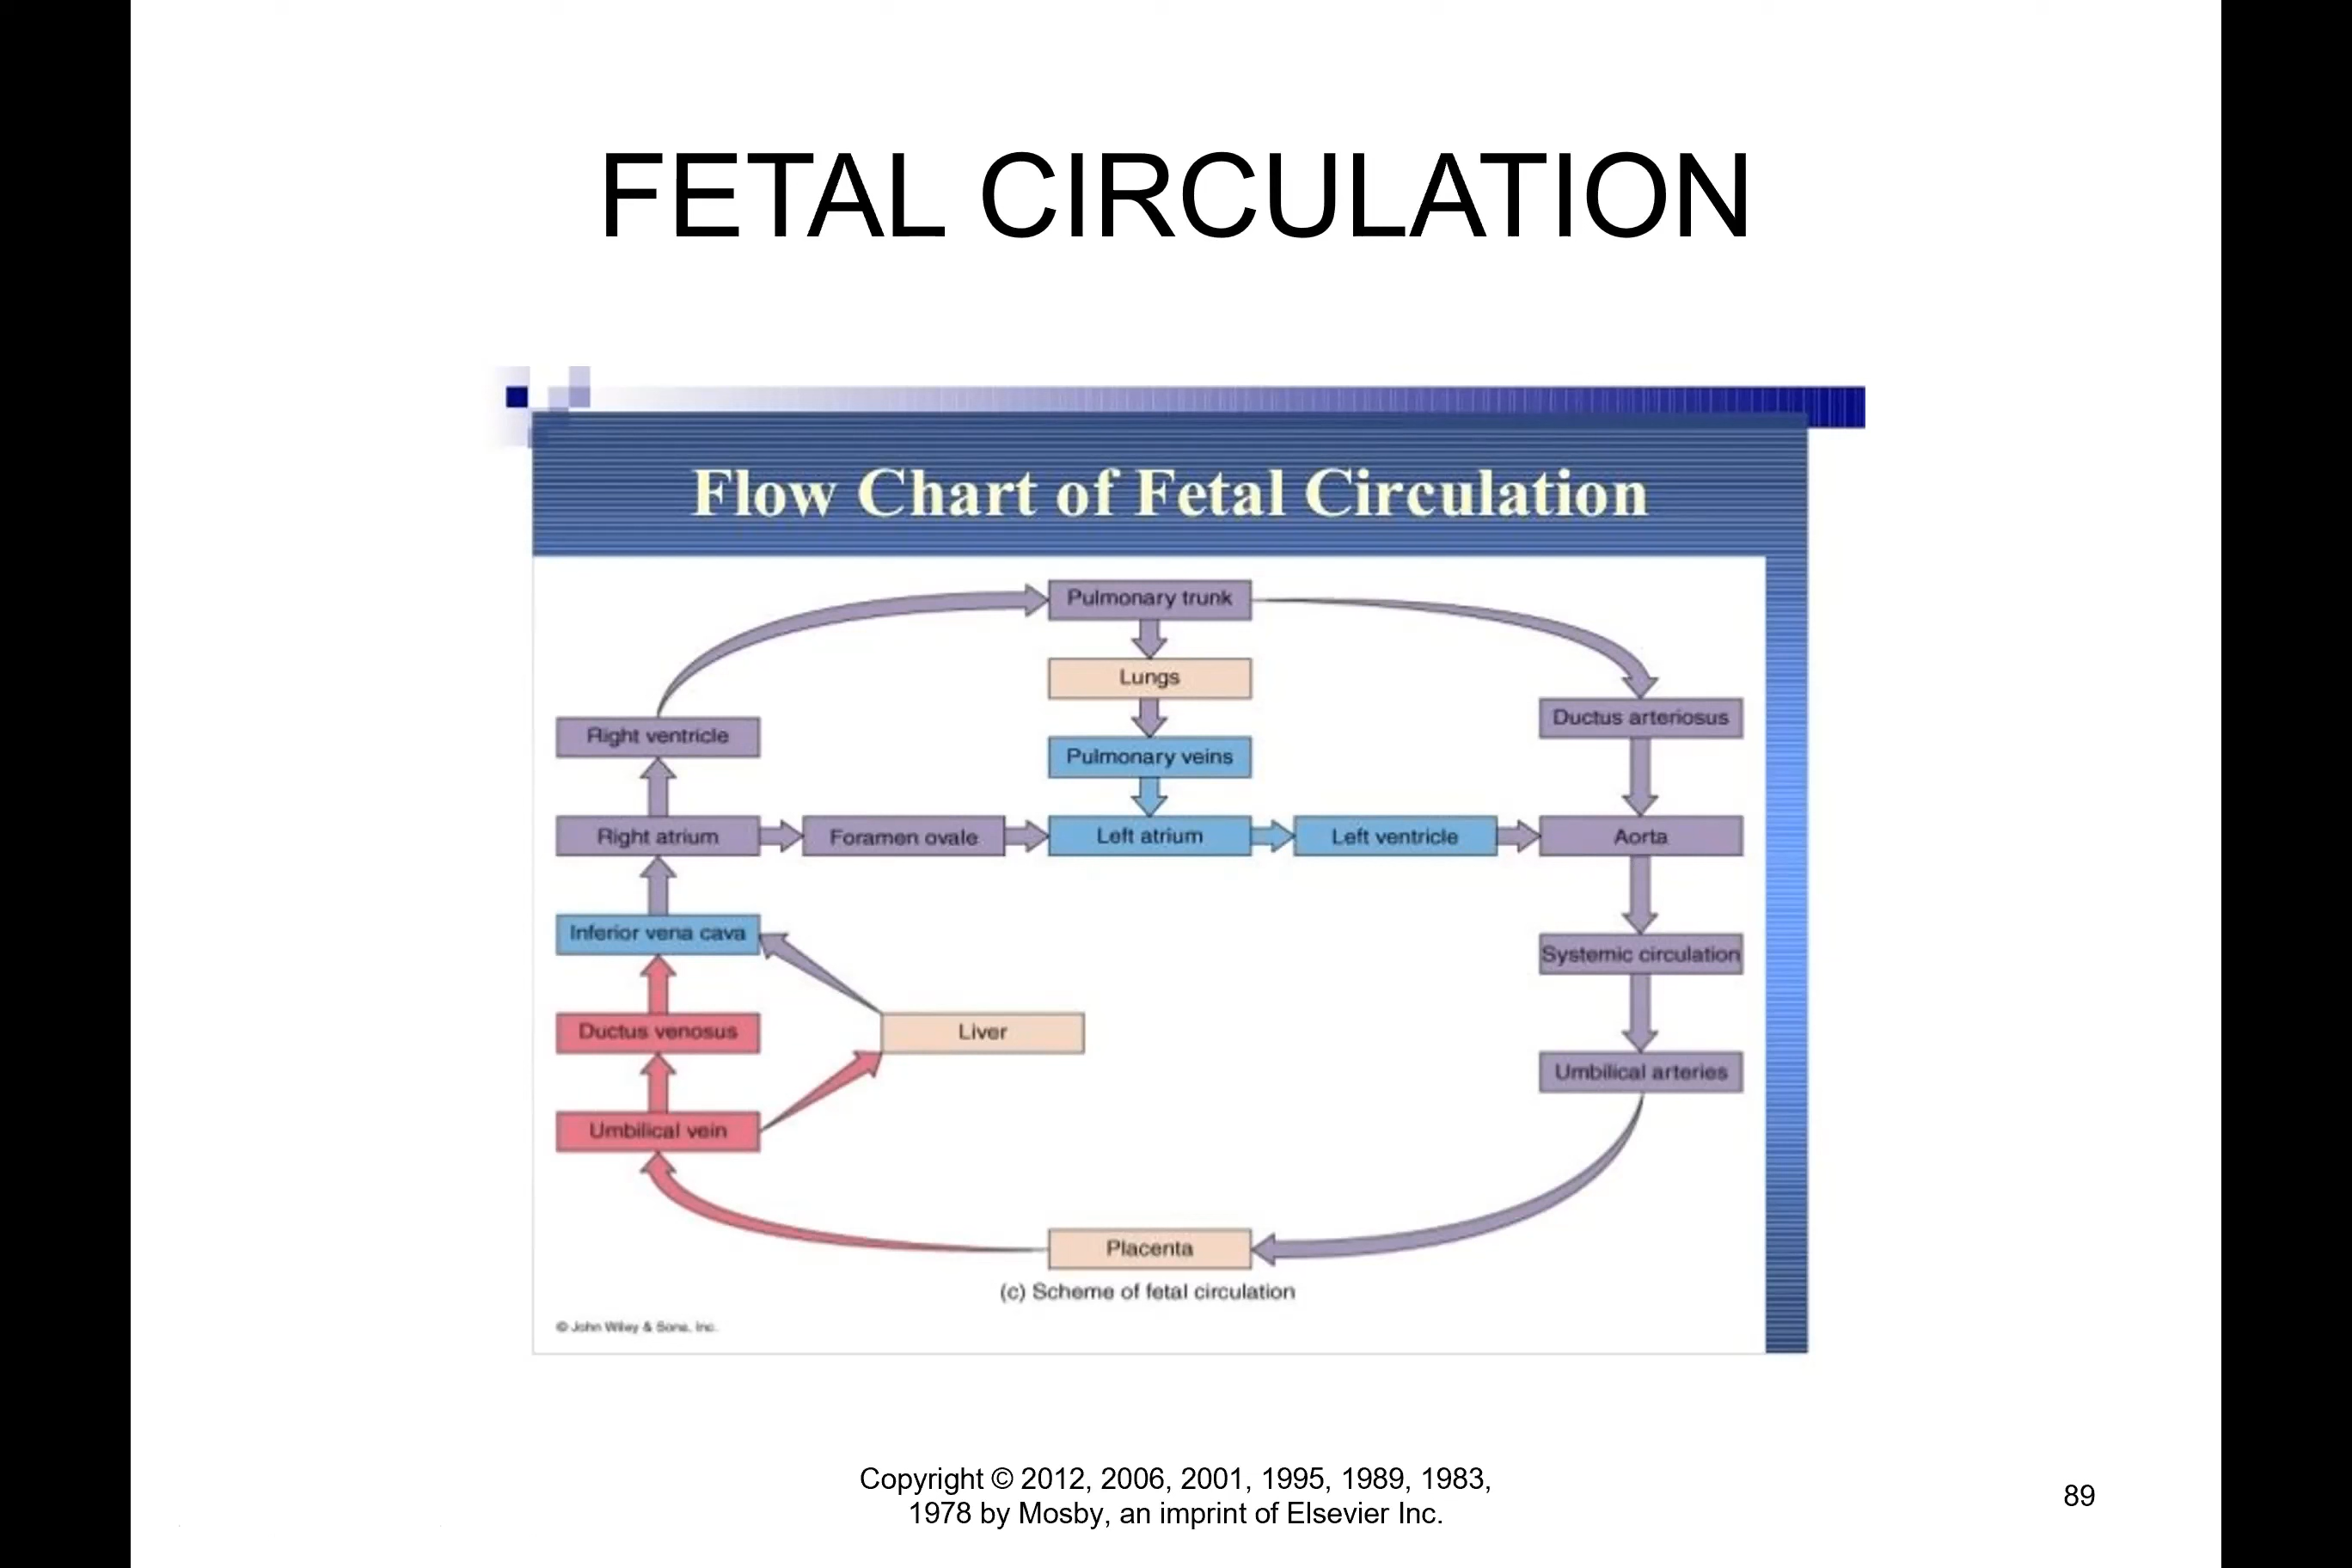 FETAL CIRCULATION
Flow Chart of Fetal Circulation
Pulmonary trunk
Lungs
Ductus arteriosus
Right ventricle
Pulmonary veins
Right atrium
Foramen ovale
Left atrium
Left ventricle
Aorta
Inferior vena cava
Systemic circulation
Ductus venosus
Liver
Umbilical arteries
Umbilical vein
Placenta
(c) Scheme of fetal circulation
© John Wiley & Sons, Inc.
Copyright © 2012, 2006, 2001, 1995, 1989, 1983,
1978 by Mosby, an imprint of Elsevier Inc.
89